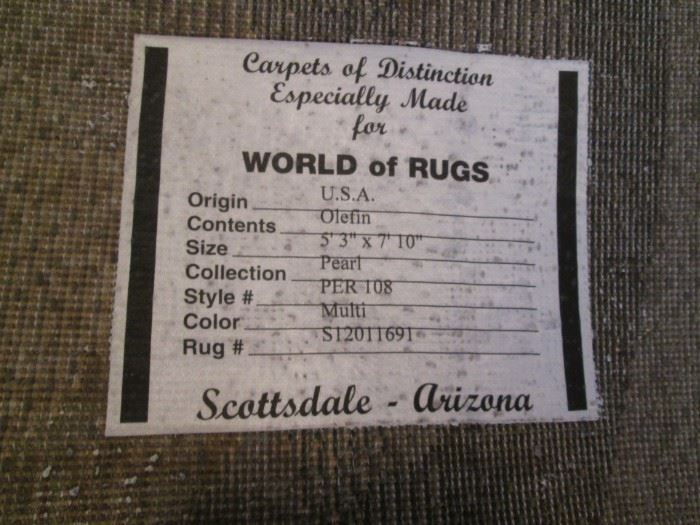 Carpets of Distinction
Especially Made
for
WORLD of RUGS
Origin U.S.A.
Contents Olefin
Size 5' 3" x 7' 10"
Collection Pearl
Style # PER 108
Color Multi
Rug # S12011691
Scottsdale - Arizona